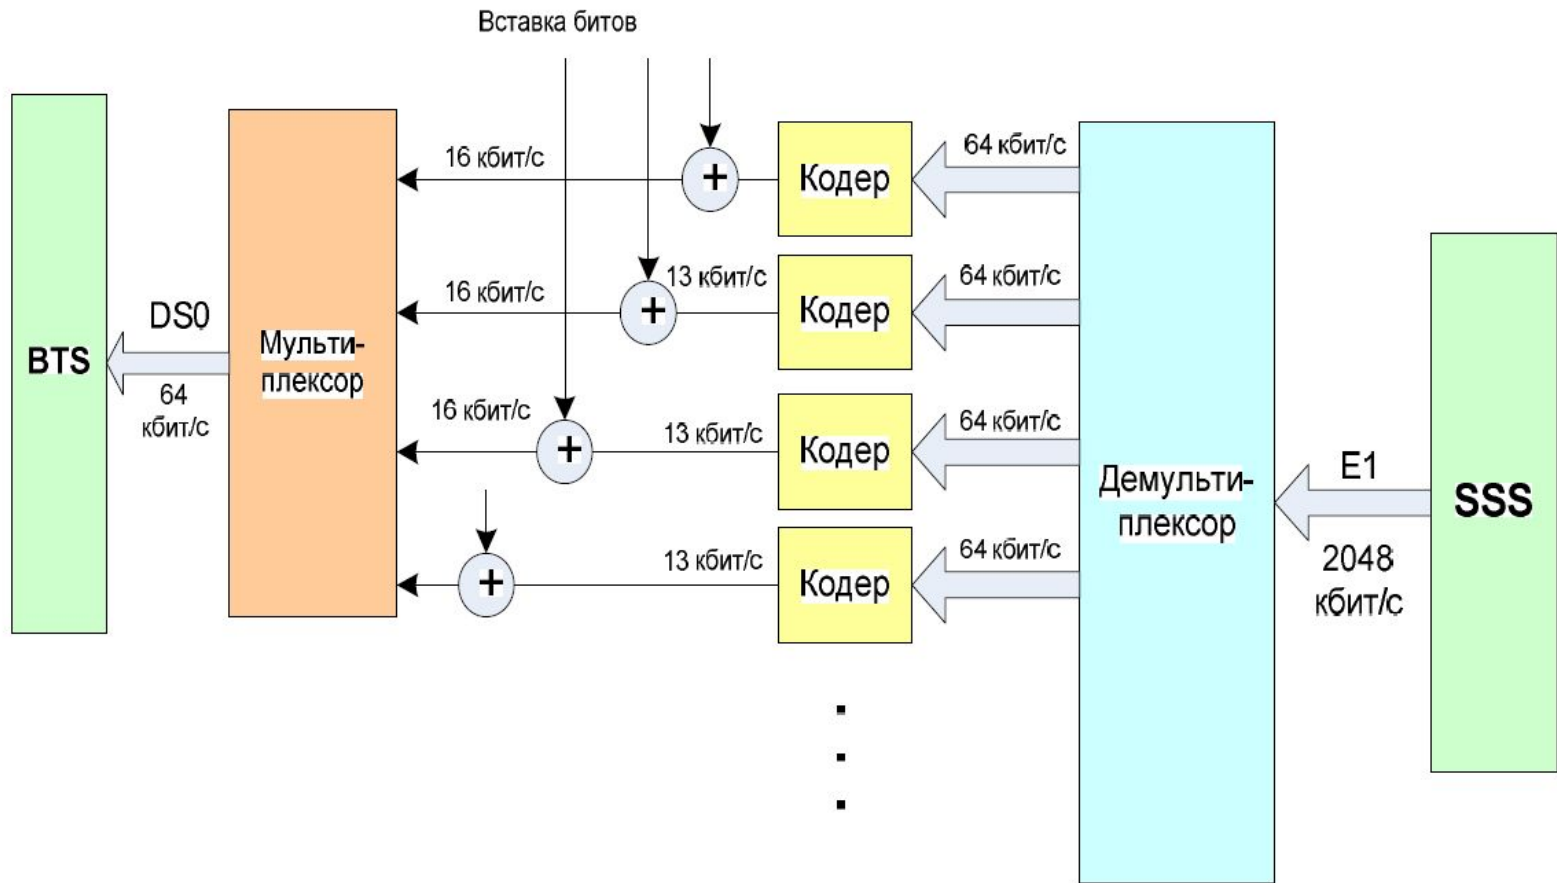 Вставка битов
16 кбит/с
+
Кодер
64 кбит/с
16 кбит/с
+
13 кбит/с
Кодер
64 кбит/с
DS0
BTS
64
кбит/с
Мульти-
плексор
16 кбит/с
+
13 кбит/с
Кодер
64 кбит/с
Демульти-
плексор
E1
SSS
2048
кбит/с
+
13 кбит/с
Кодер
64 кбит/с